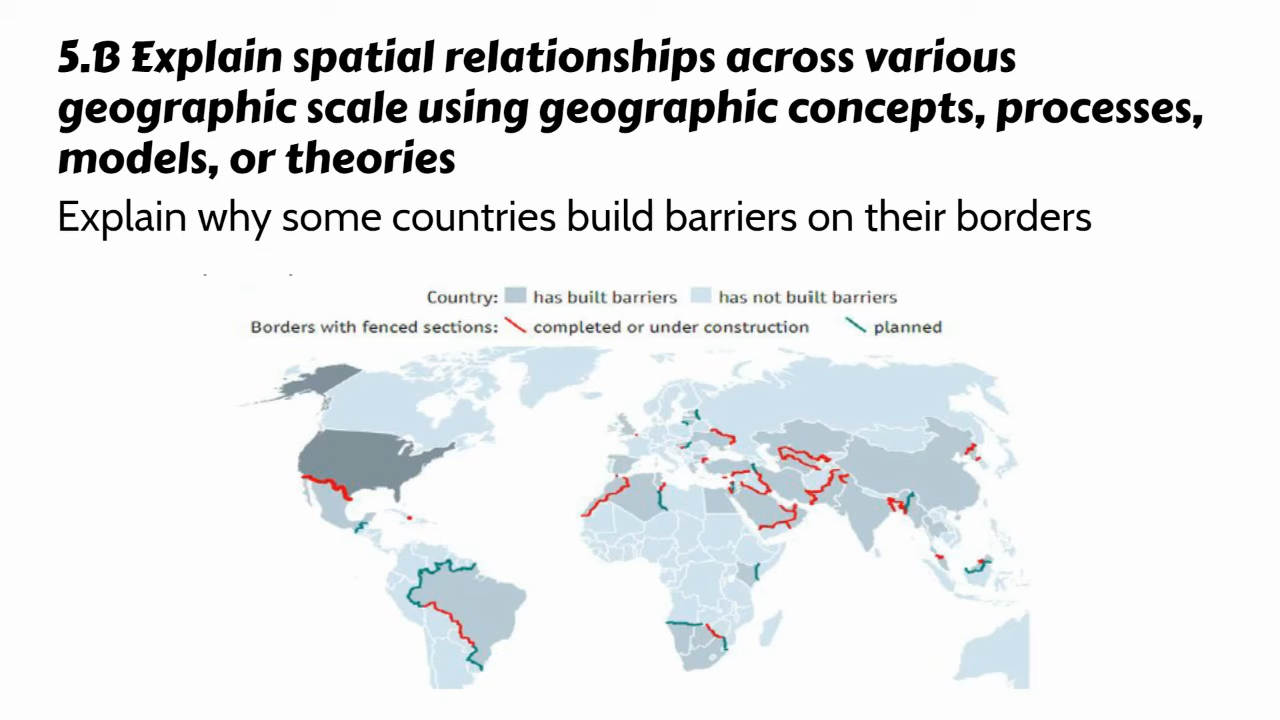 5.B Explain spatial relationships across various
geographic scale using geographic concepts, processes,
models, or theories
Explain why some countries build barriers on their borders
Country: has built barriers has not built barriers
Borders with fenced sections: completed or under construction planned